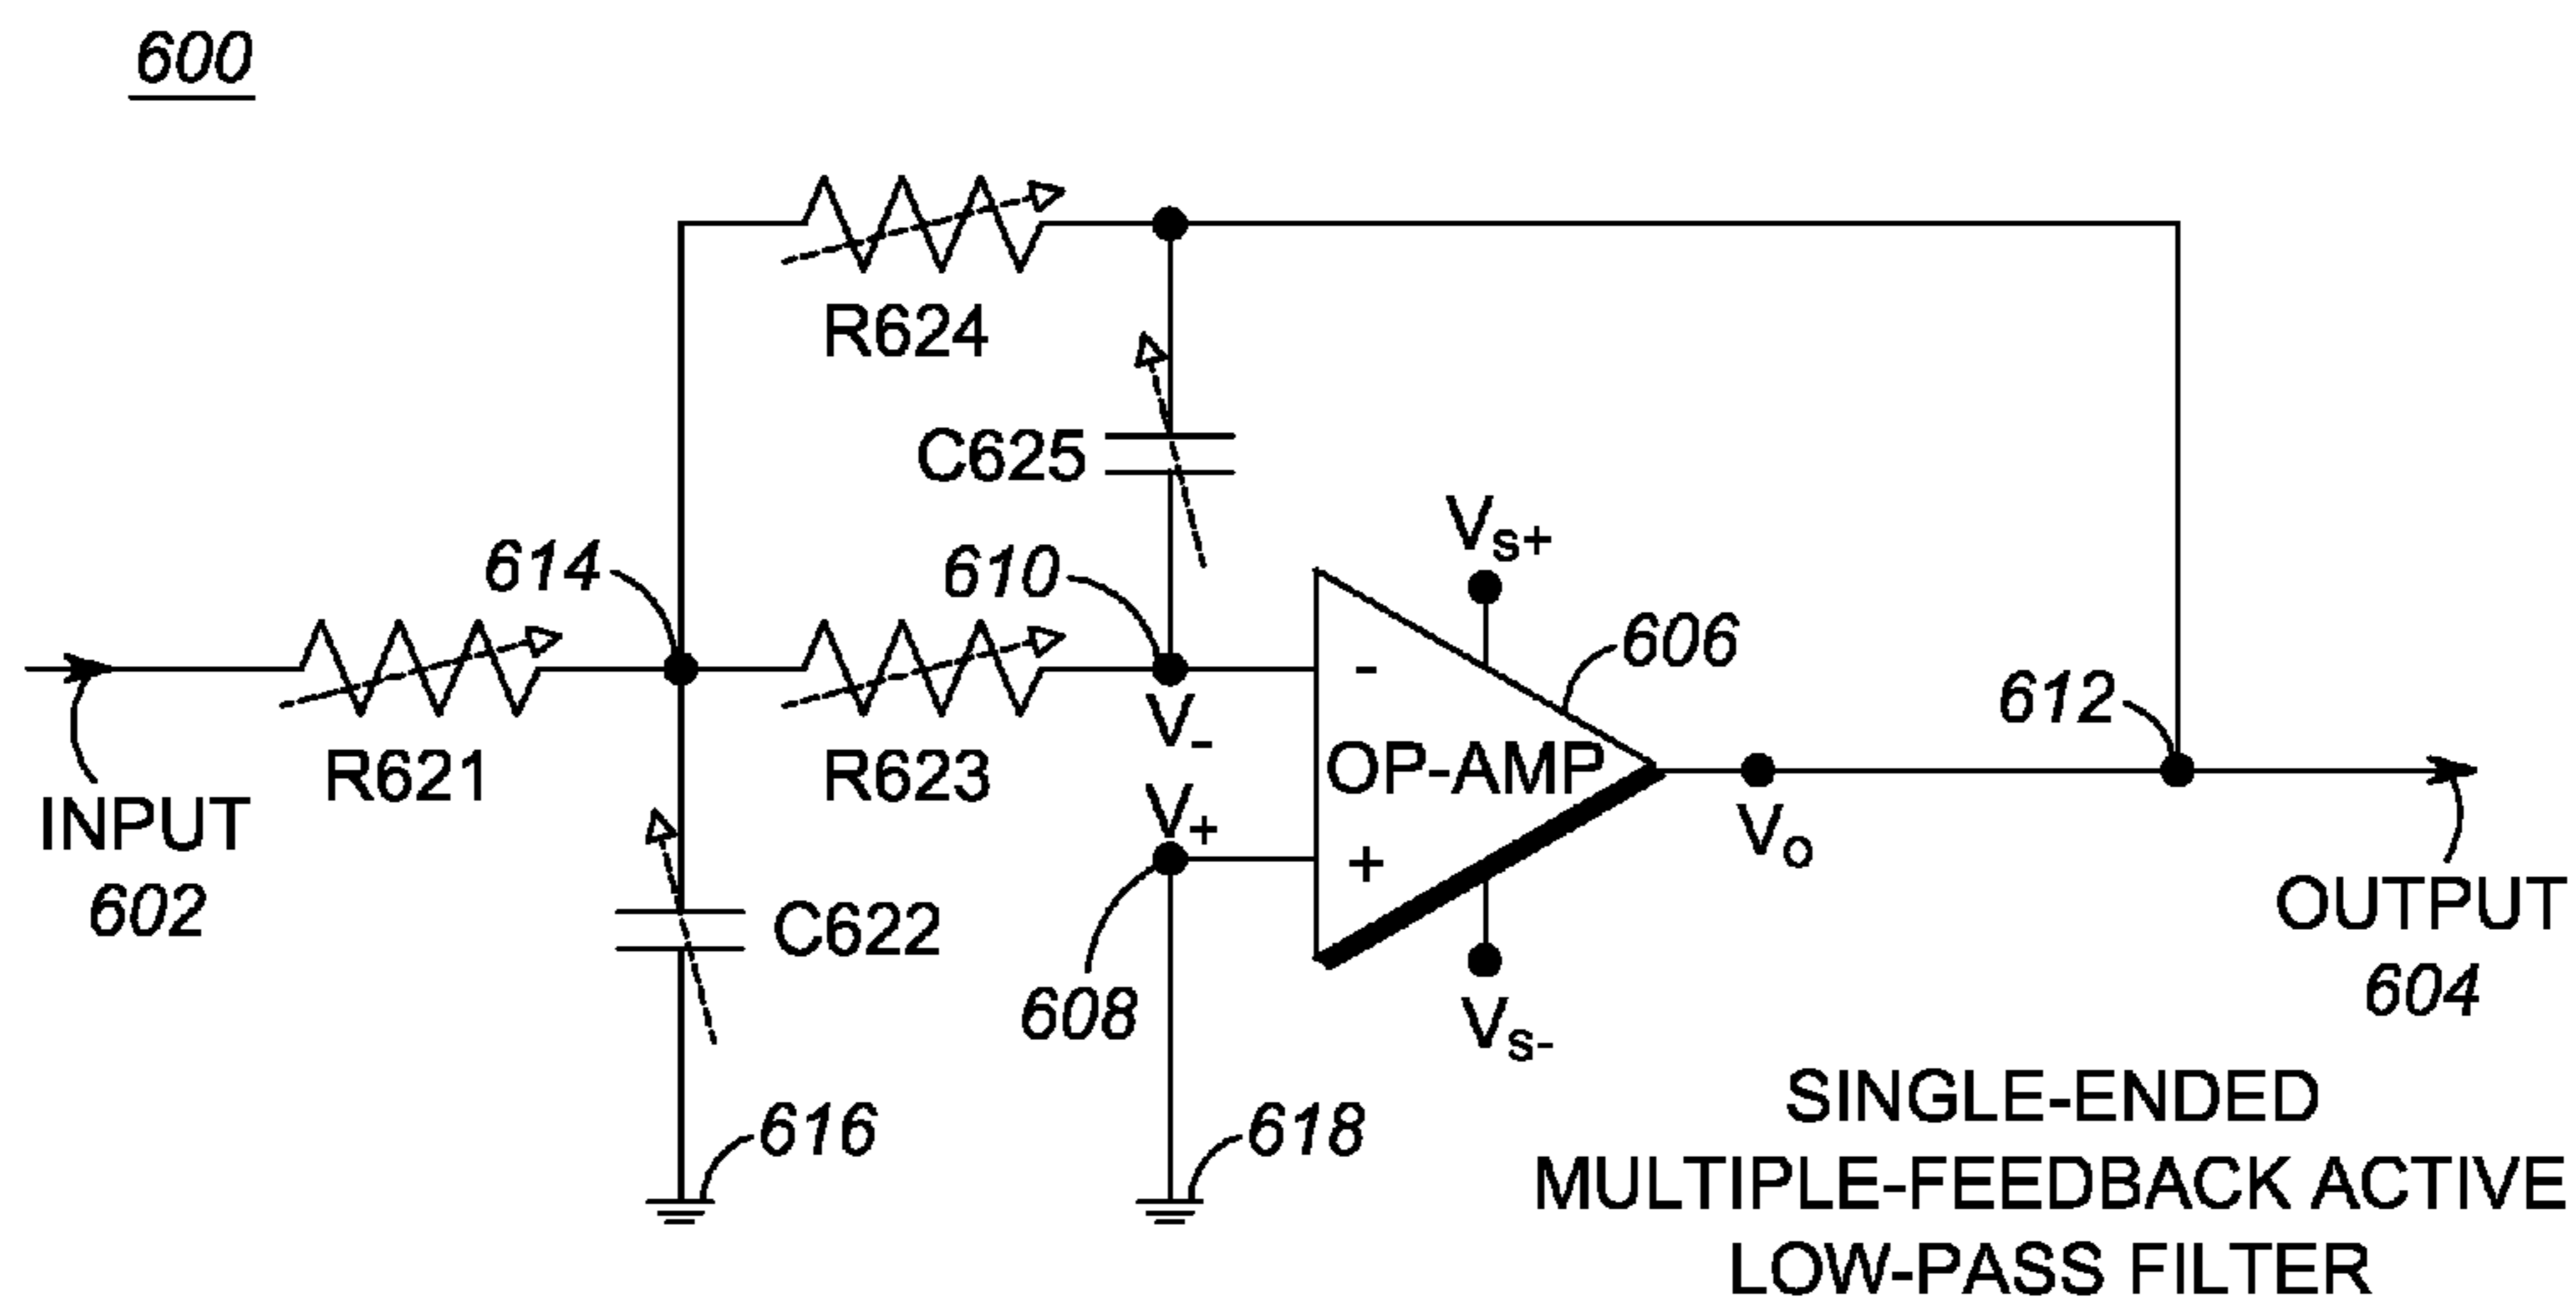 600
R624
C625
Vs+
614
610
606
612
R621
R623
V-
-
OP-AMP
V+
+
Vo
INPUT
602
C622
608
Vs-
OUTPUT
604
616
618
SINGLE-ENDED
MULTIPLE-FEEDBACK ACTIVE
LOW-PASS FILTER